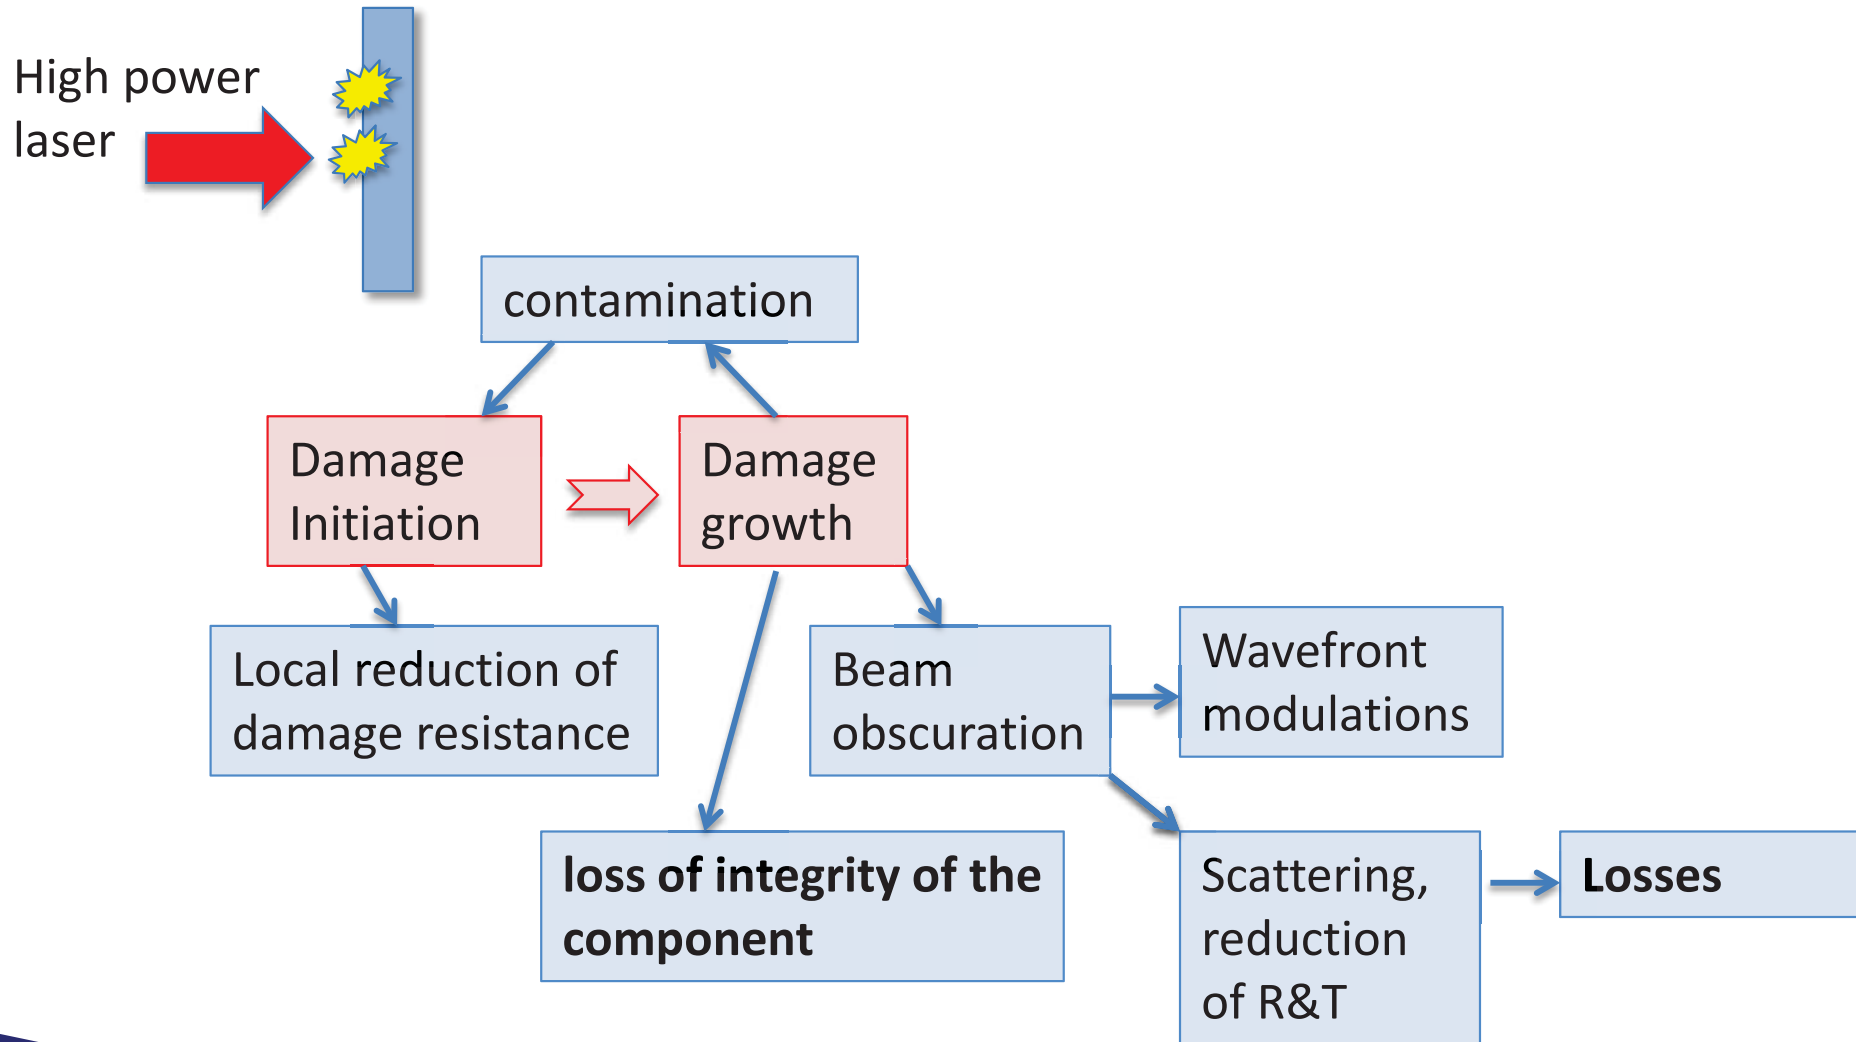 High power
laser
contamination
Damage
Initiation
Damage
growth
Local reduction of
damage resistance
Beam
obscuration
Wavefront
modulations
loss of integrity of the
component
Scattering,
reduction
of R&T
Losses